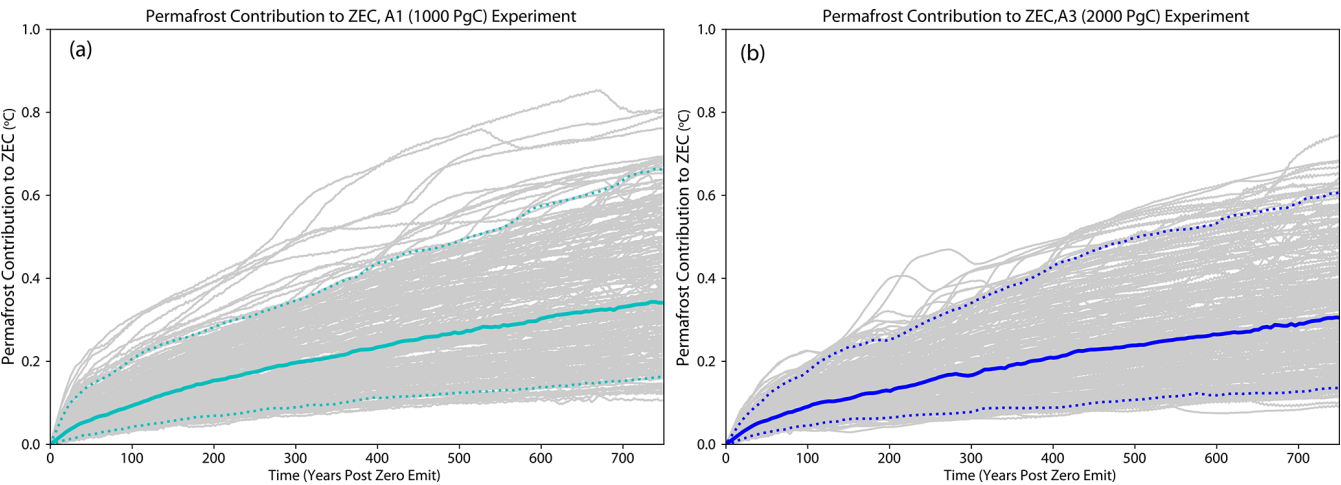 Permafrost Contribution to ZEC, A1 (1000 PgC) Experiment
(a)
Permafrost Contribution to ZEC (ºC)
1.0
0.8
0.6
0.4
0.2
0.0
0 100 200 300 400 500 600 700
Time (Years Post Zero Emit)
Permafrost Contribution to ZEC,A3 (2000 PgC) Experiment
(b)
Permafrost Contribution to ZEC (ºC)
1.0
0.8
0.6
0.4
0.2
0.0
0 100 200 300 400 500 600 700
Time (Years Post Zero Emit)